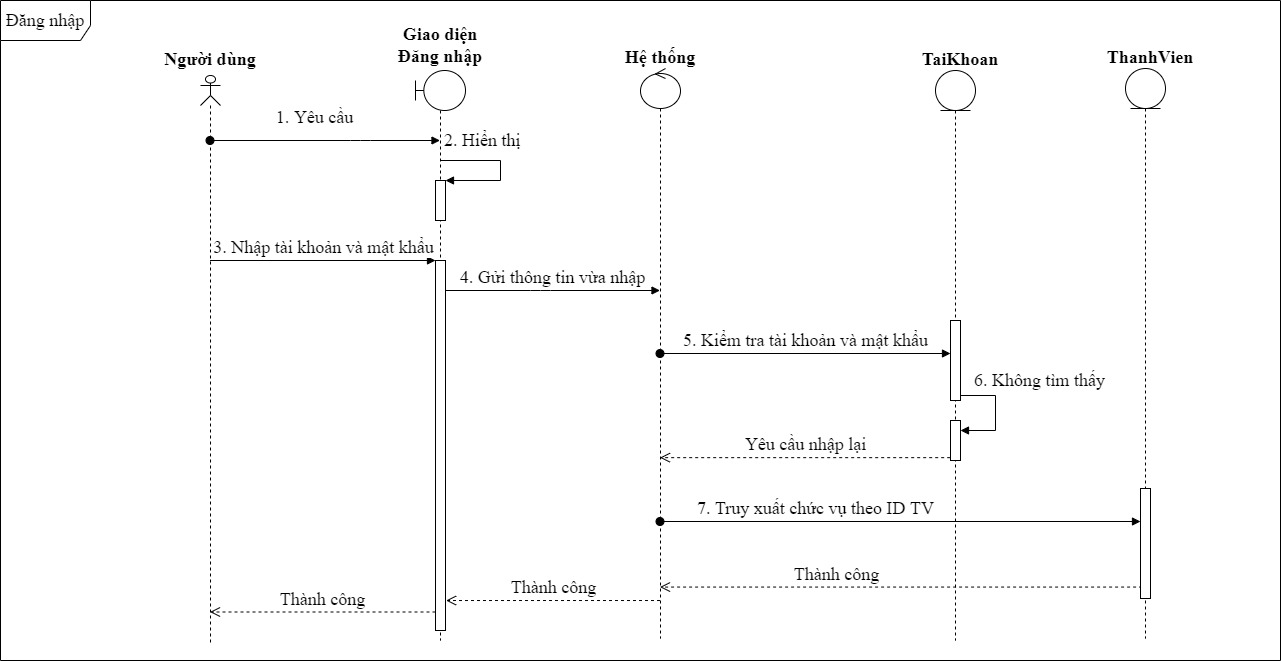 Đăng nhập
Người dùng
Giao diện
Đăng nhập
Hệ thống
TaiKhoan
ThanhVien
1. Yêu cầu
2. Hiển thị
3. Nhập tài khoản và mật khẩu
4. Gửi thông tin vừa nhập
5. Kiểm tra tài khoản và mật khẩu
6. Không tìm thấy
Yêu cầu nhập lại
7. Truy xuất chức vụ theo ID TV
Thành công
Thành công
Thành công